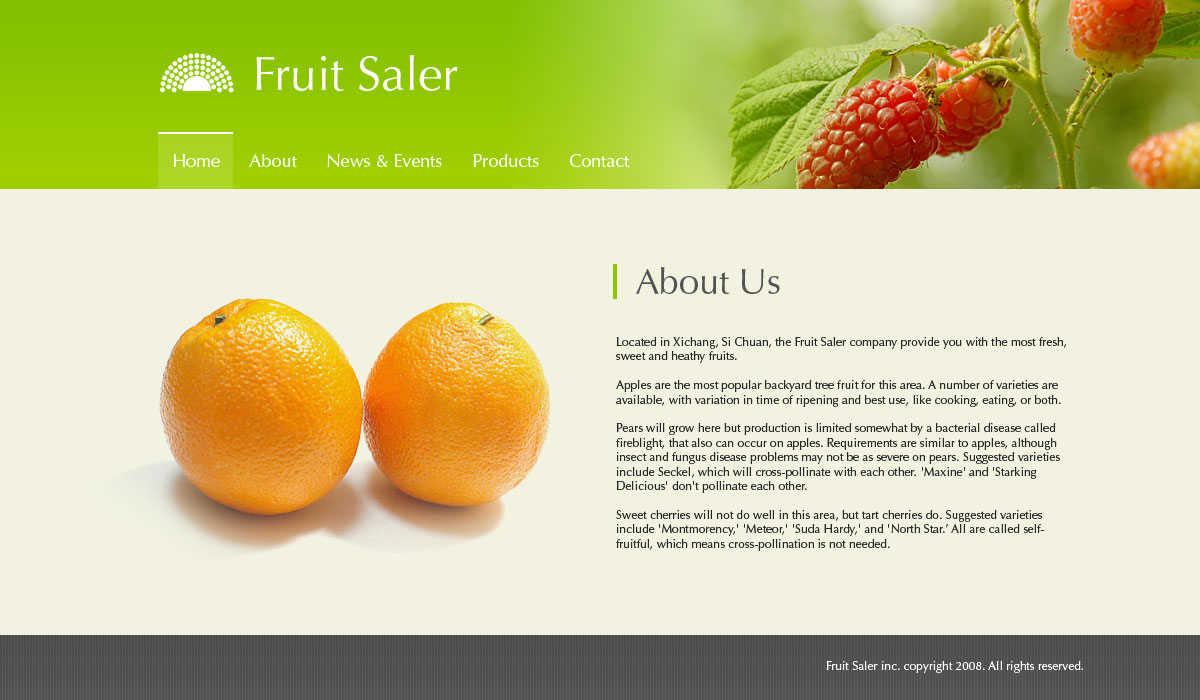 Fruit Saler
Home About News & Events Products Contact
About Us
Located in Xichang, Si Chuan, the Fruit Saler company provide you with the most fresh,
sweet and heathy fruits.
Apples are the most popular backyard tree fruit for this area. A number of varieties are
available, with variation in time of ripening and best use, like cooking, eating, or both.
Pears will grow here but production is limited somewhat by a bacterial disease called
fireblight, that also can occur on apples. Requirements are similar to apples, although
insect and fungus disease problems may not be as severe on pears. Suggested varieties
include Seckel, which will cross-pollinate with each other. 'Maxine' and 'Starking
Delicious' don't pollinate each other.
Sweet cherries will not do well in this area, but tart cherries do. Suggested varieties
include 'Montmorency,' 'Meteor,' 'Suda Hardy,' and 'North Star.’ All are called self-
fruitful, which means cross-pollination is not needed.
Fruit Saler inc. copyright 2008. All rights reserved.